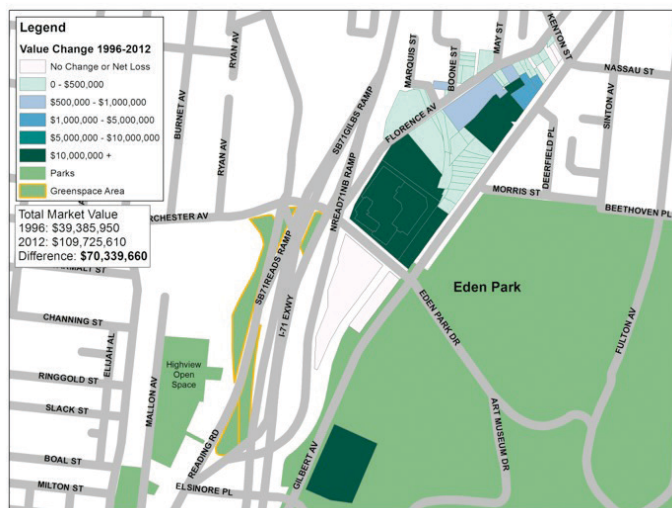 Legend
Value Change 1996-2012
No Change or Net Loss
0 - $500,000
$500,000 - $1,000,000
$1,000,000 - $5,000,000
$5,000,000 - $10,000,000
$10,000,000 +
Parks
Greenspace Area
Total Market Value
1996: $39,385,950
2012: $109,725,610
Difference: $70,339,660
RYAN AV
BURNET AV
RYAN AV
SB71GILBS RAMP
MARQUIS ST
BOONE ST
MAY ST
KENTON ST
NASSAU ST
SINTON AV
FLORENCE AV
DEERFIELD PL
NREAD71NB RAMP
MORRIS ST
BEETHOVEN PL
RCHESTER AV
SB71READS RAMP
I-71 EXWY
Eden Park
EDEN PARK DR
FULTON AV
CHANNING ST
ELIJAH AL
Highview
Open
Space
RINGGOLD ST
MALLON AV
SLACK ST
ART MUSEUM DR
READING RD
GILBERT AV
BOAL ST
MILTON ST
ELSINORE PL